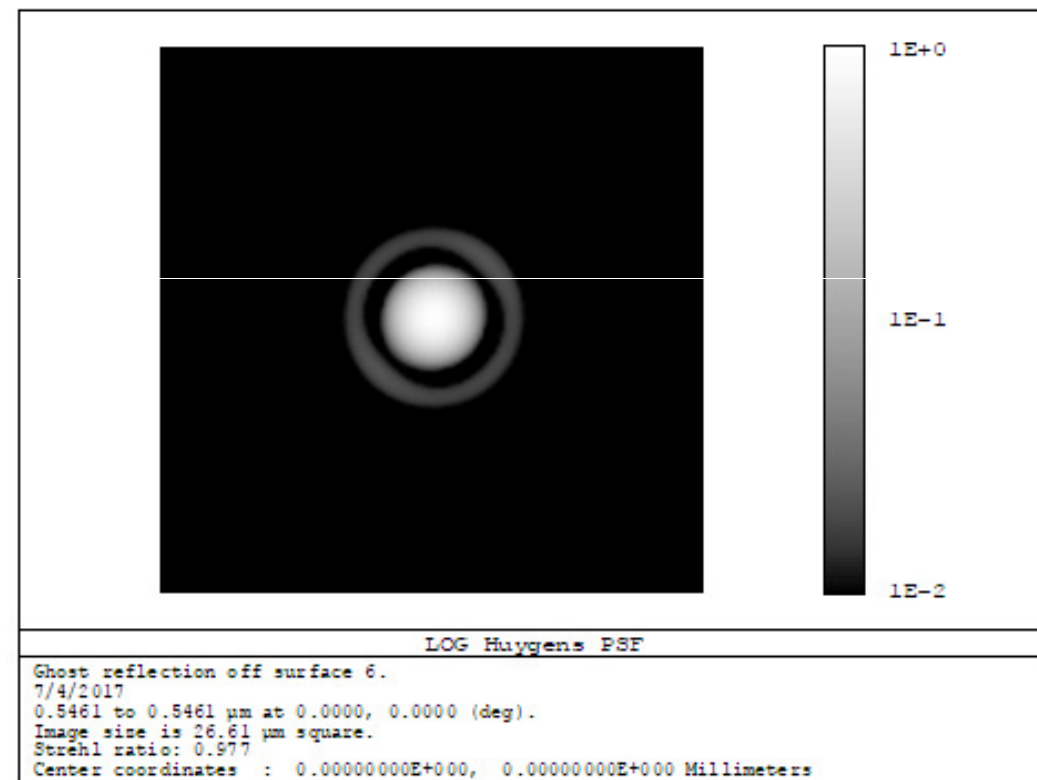 1E+0
1E-1
1E-2
LOG Huygens PSF
Ghost reflection off surface 6.
7/4/2017
0.5461 to 0.5461 µm at 0.0000, 0.0000 (deg).
Image size is 26.61 µm square.
Strehl ratio: 0.977
Center coordinates : 0.00000000E+000, 0.00000000E+000 Millimeters